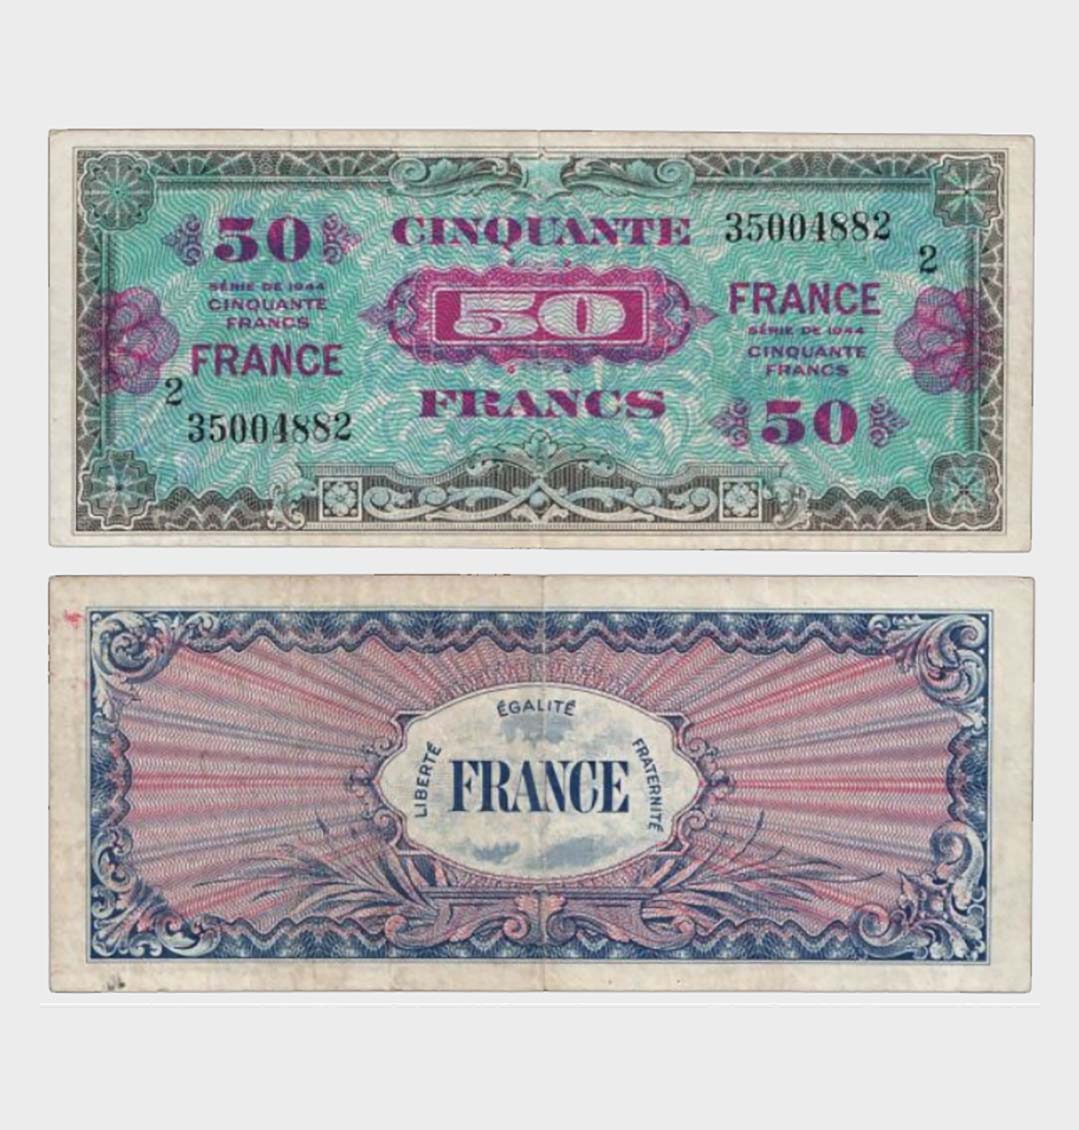 50
SÉRIE DE 1944
CINQUANTE
FRANCS
FRANCE
2
35004882
CINQUANTE
50
FRANCS
35004882
2
FRANCE
SÉRIE DE 1944
CINQUANTE
FRANCS
50
LIBERTÉ
ÉGALITÉ
FRATERNITÉ
FRANCE